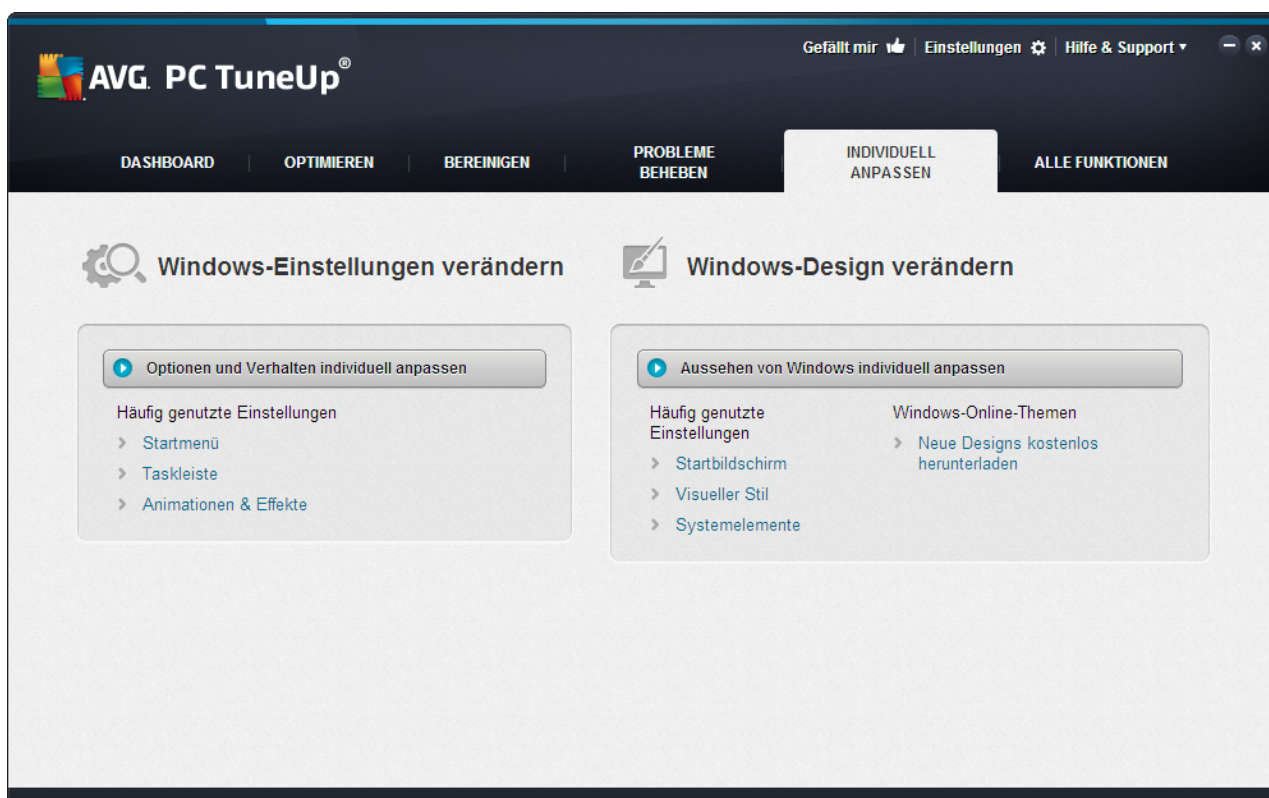 Gefällt mir Einstellungen Hilfe & Support
AVG. PC TuneUp®
DASHBOARD
OPTIMIEREN
BEREINIGEN
PROBLEME
BEHEBEN
INDIVIDUELL
ANPASSEN
ALLE FUNKTIONEN
Windows-Einstellungen verändern
Optionen und Verhalten individuell anpassen
Häufig genutzte Einstellungen
Startmenü
Taskleiste
Animationen & Effekte
Windows-Design verändern
Aussehen von Windows individuell anpassen
Häufig genutzte
Einstellungen
Startbildschirm
Visueller Stil
Systemelemente
Windows-Online-Themen
Neue Designs kostenlos
herunterladen